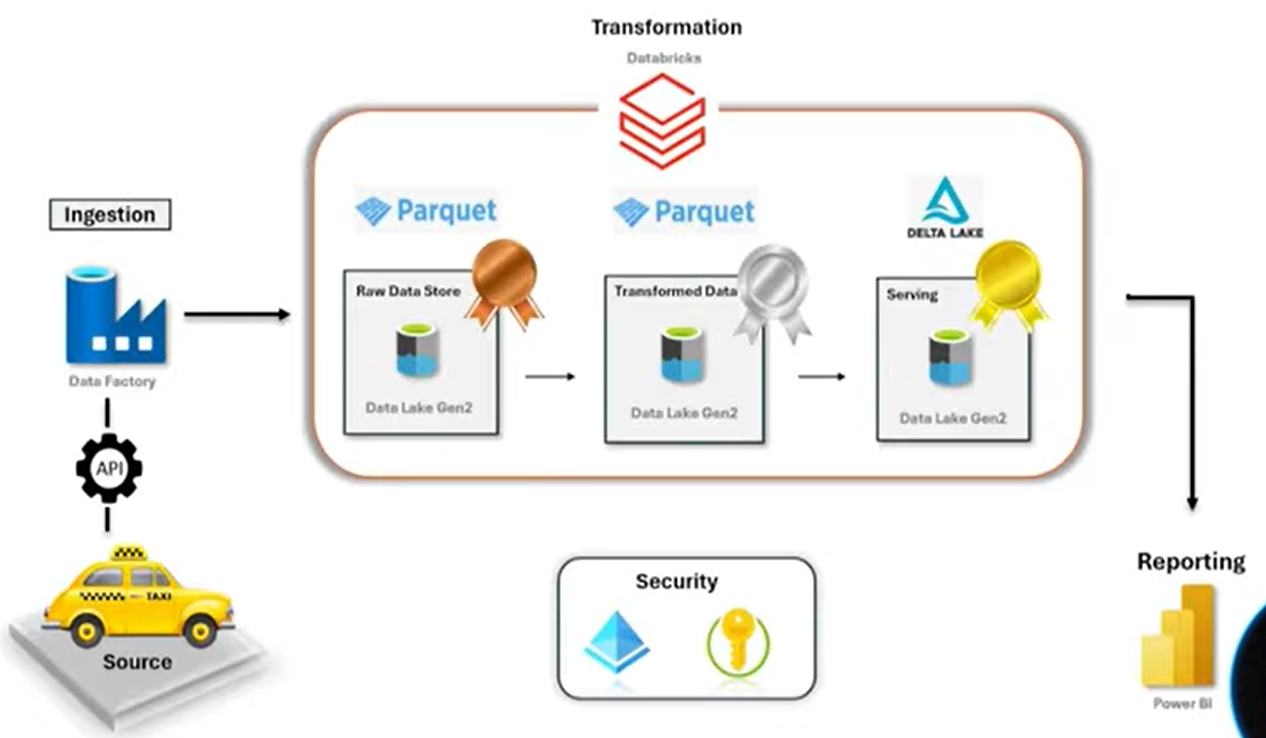 Transformation
Databricks
Ingestion
Parquet
Parquet
DELTA LAKE
Raw Data Store
Transformed Data
Serving
Data Factory
Data Lake Gen2
Data Lake Gen2
Data Lake Gen2
API
TAXI
Source
Security
Reporting
Power BI